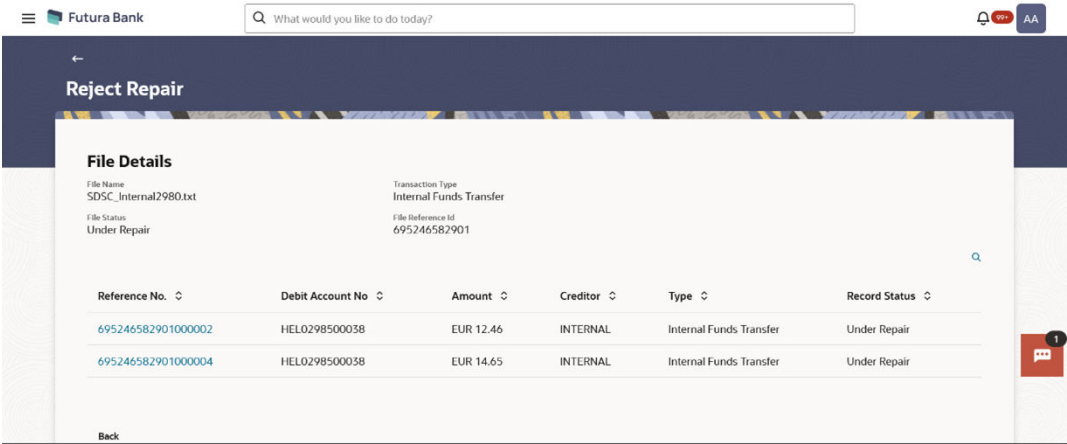 Futura Bank
What would you like to do today?
99+
AA
Reject Repair
File Details
File Name
SDSC_Internal2980.txt
Transaction Type
Internal Funds Transfer
File Status
Under Repair
File Reference Id
695246582901
Reference No. Debit Account No Amount Creditor Type Record Status
695246582901000002 HEL0298500038 EUR 12.46 INTERNAL Internal Funds Transfer Under Repair
695246582901000004 HEL0298500038 EUR 14.65 INTERNAL Internal Funds Transfer Under Repair
1
Back